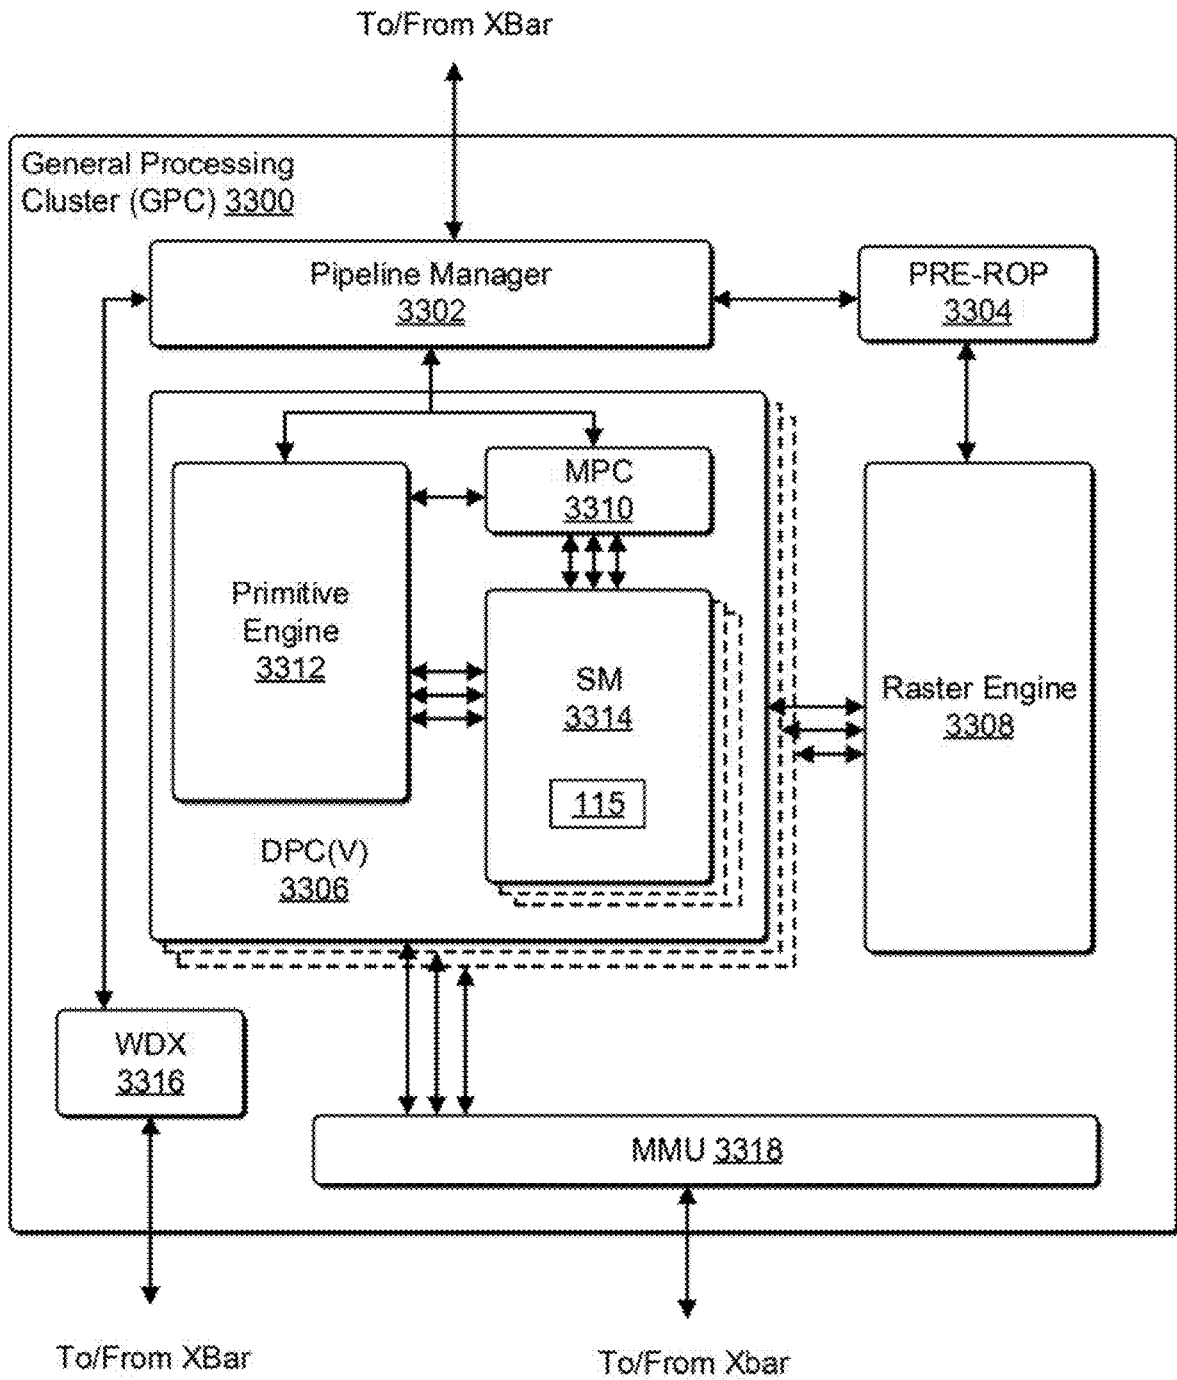 To/From XBar
General Processing
Cluster (GPC) 3300
Pipeline Manager
3302
PRE-ROP
3304
MPC
3310
Primitive
Engine
3312
SM
3314
115
Raster Engine
3308
DPC(V)
3306
WDX
3316
MMU 3318
To/From XBar
To/From Xbar